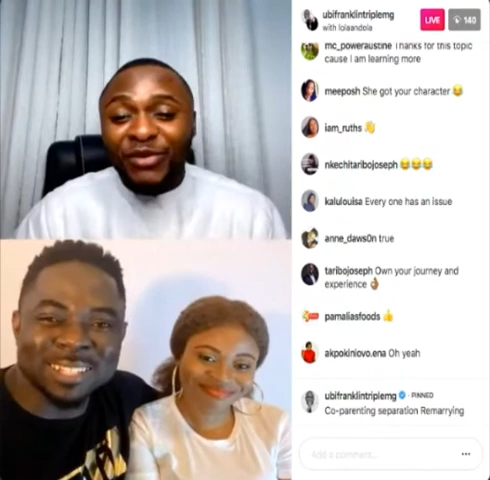 ubifranklintriplemg
with lolaandola
LIVE
140
mc_poweraustine Thanks for this topic
cause I am learning more
meeposh She got your character 😂
iam_ruths 👋
nkechitaribojoseph 😂😂😂
kalulouisa Every one has an issue
anne_daws0n true
taribojoseph Own your journey and
experience 👌🏾
pamaliasfoods 👍
akpokiniovo.ena Oh yeah
ubifranklintriplemg · PINNED
Co-parenting separation Remarrying
Add a comment...